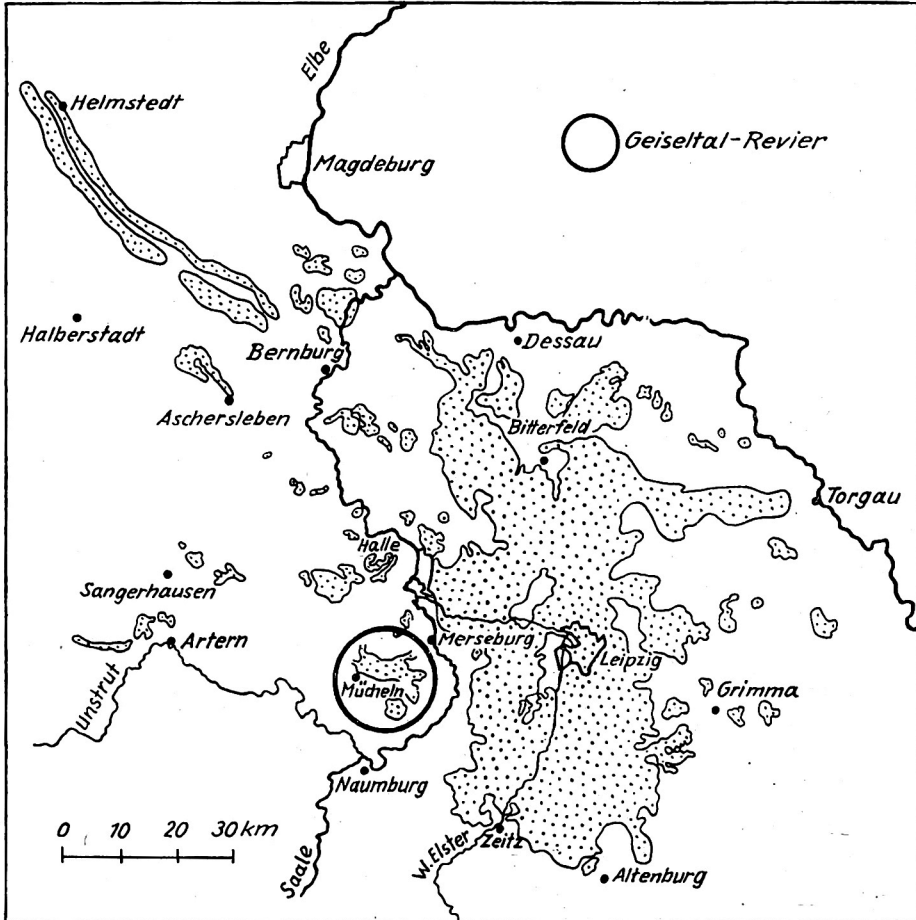 Elbe
Helmstedt
Geiseltal-Revier
Magdeburg
Halberstadt
Bernburg
Dessau
Aschersleben
Bitterfeld
Torgau
Halle
Sangerhausen
Artern
Merseburg
Leipzig
Mücheln
Grimma
Unstrut
Naumburg
0 10 20 30 km
Saale
W. Elster
Zeitz
Altenburg